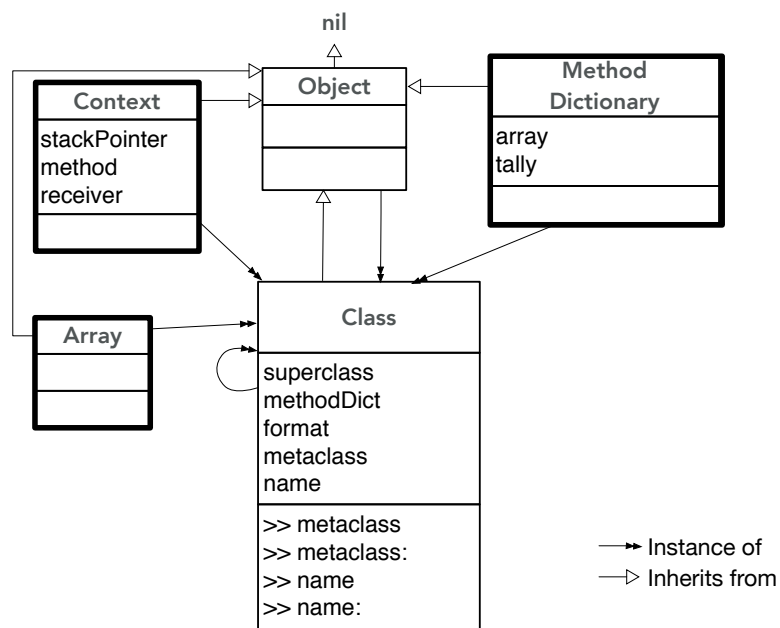 nil
Object
Context
stackPointer
method
receiver
Method
Dictionary
array
tally
Array
Class
superclass
methodDict
format
metaclass
name
>> metaclass
>> metaclass:
>> name
>> name:
Instance of
Inherits from